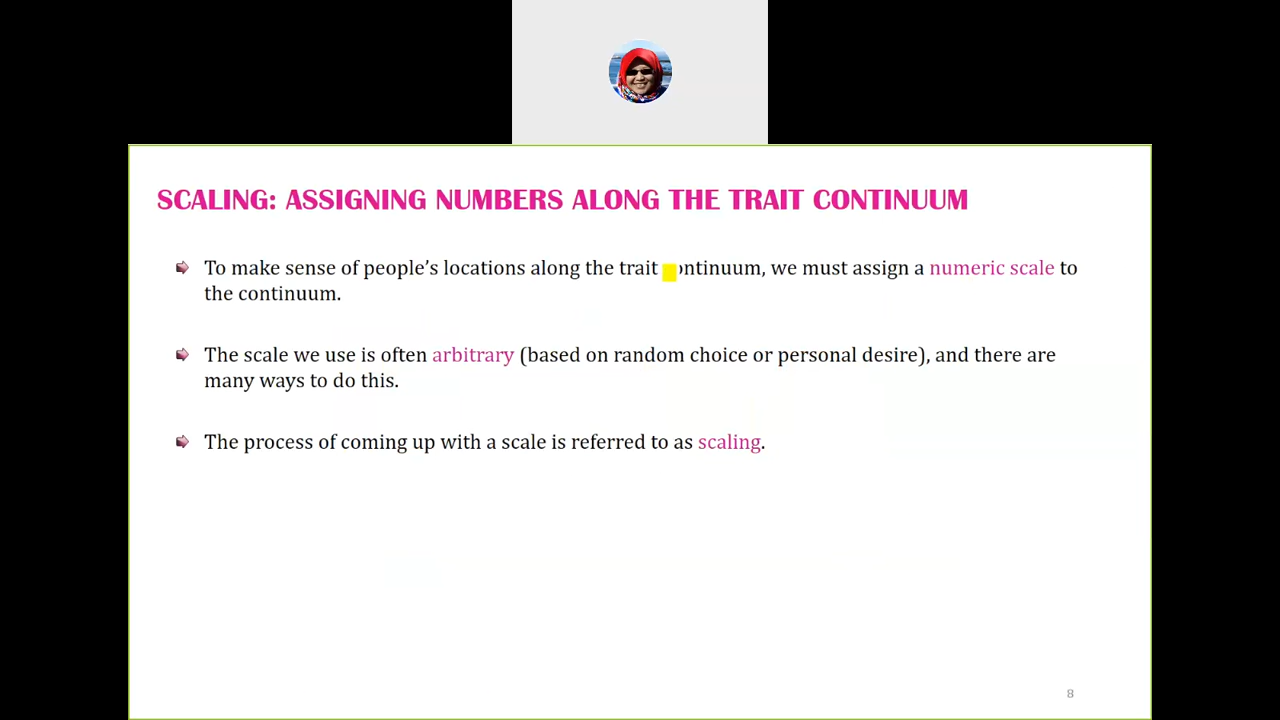 SCALING: ASSIGNING NUMBERS ALONG THE TRAIT CONTINUUM
To make sense of people’s locations along the trait ntinuum, we must assign a numeric scale to
the continuum.
The scale we use is often arbitrary (based on random choice or personal desire), and there are
many ways to do this.
The process of coming up with a scale is referred to as scaling.
8